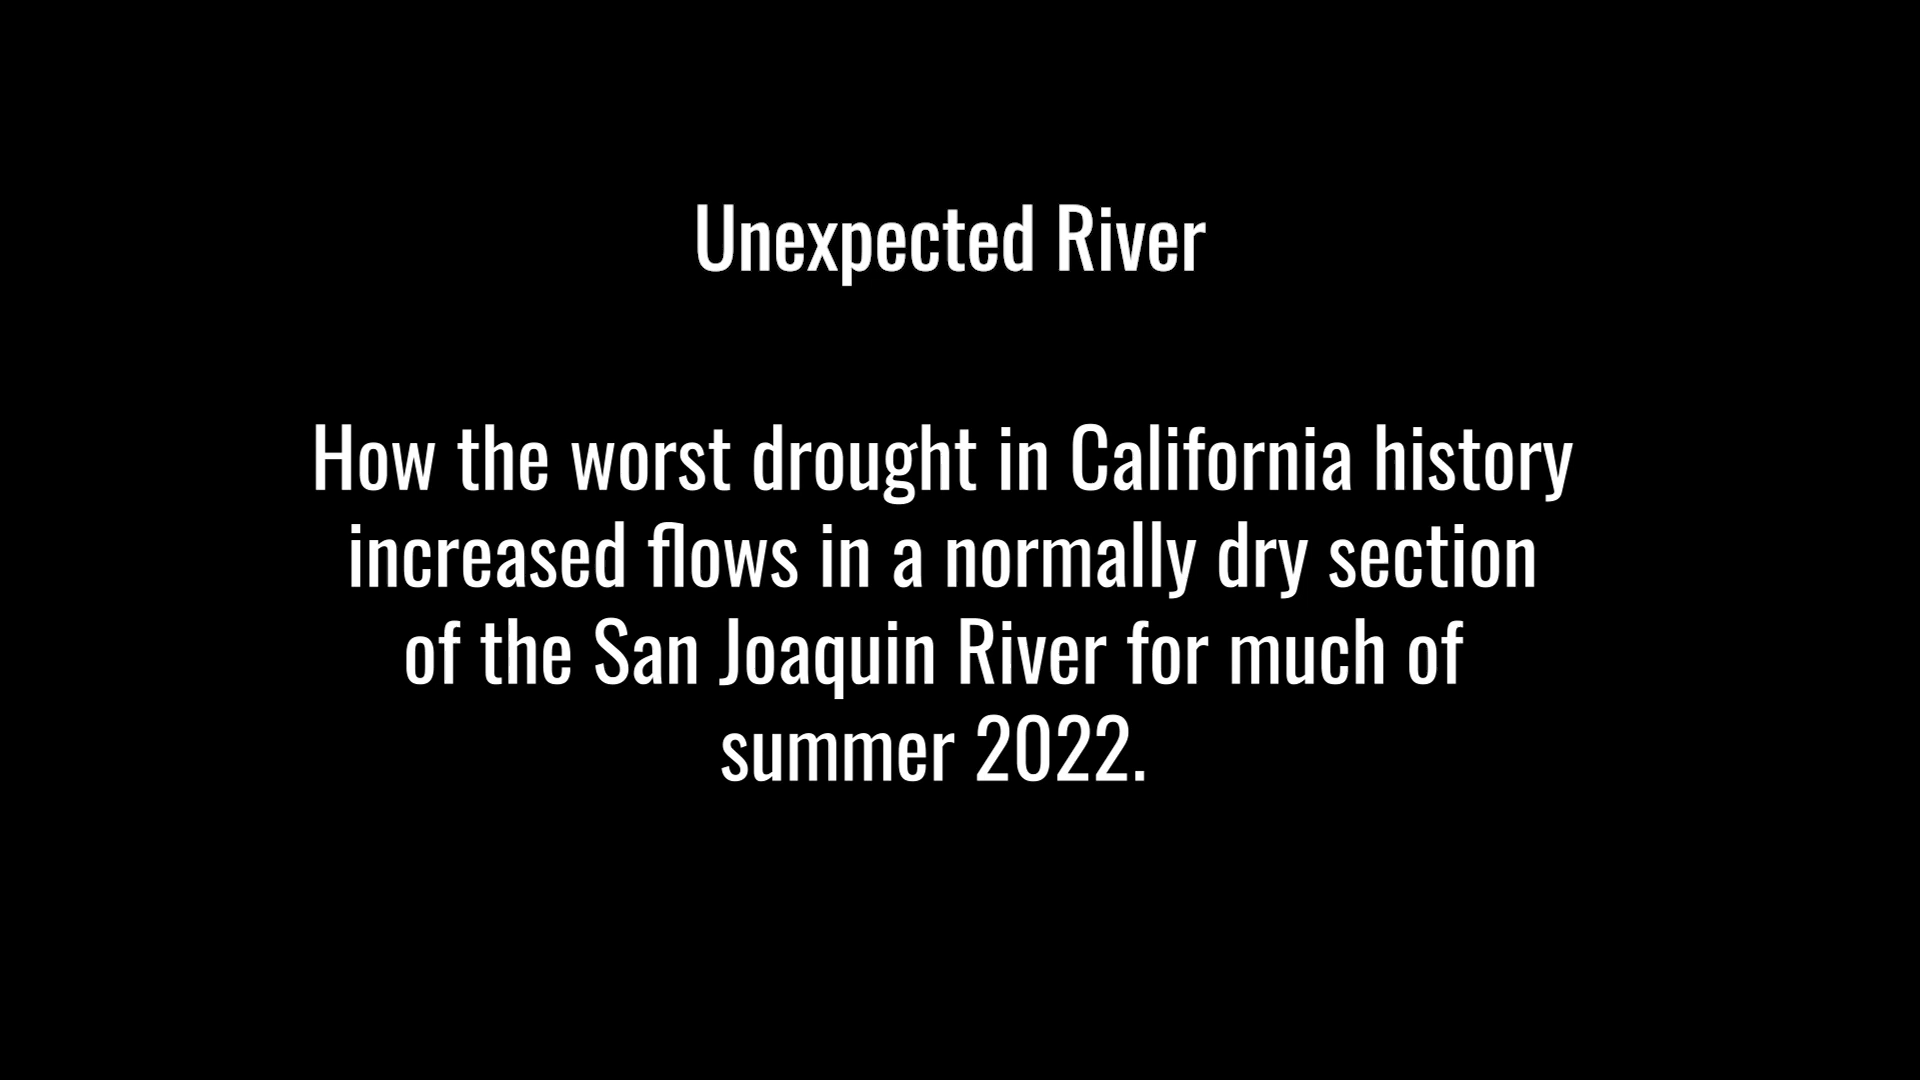 Unexpected River
How the worst drought in California history
increased flows in a normally dry section
of the San Joaquin River for much of
summer 2022.